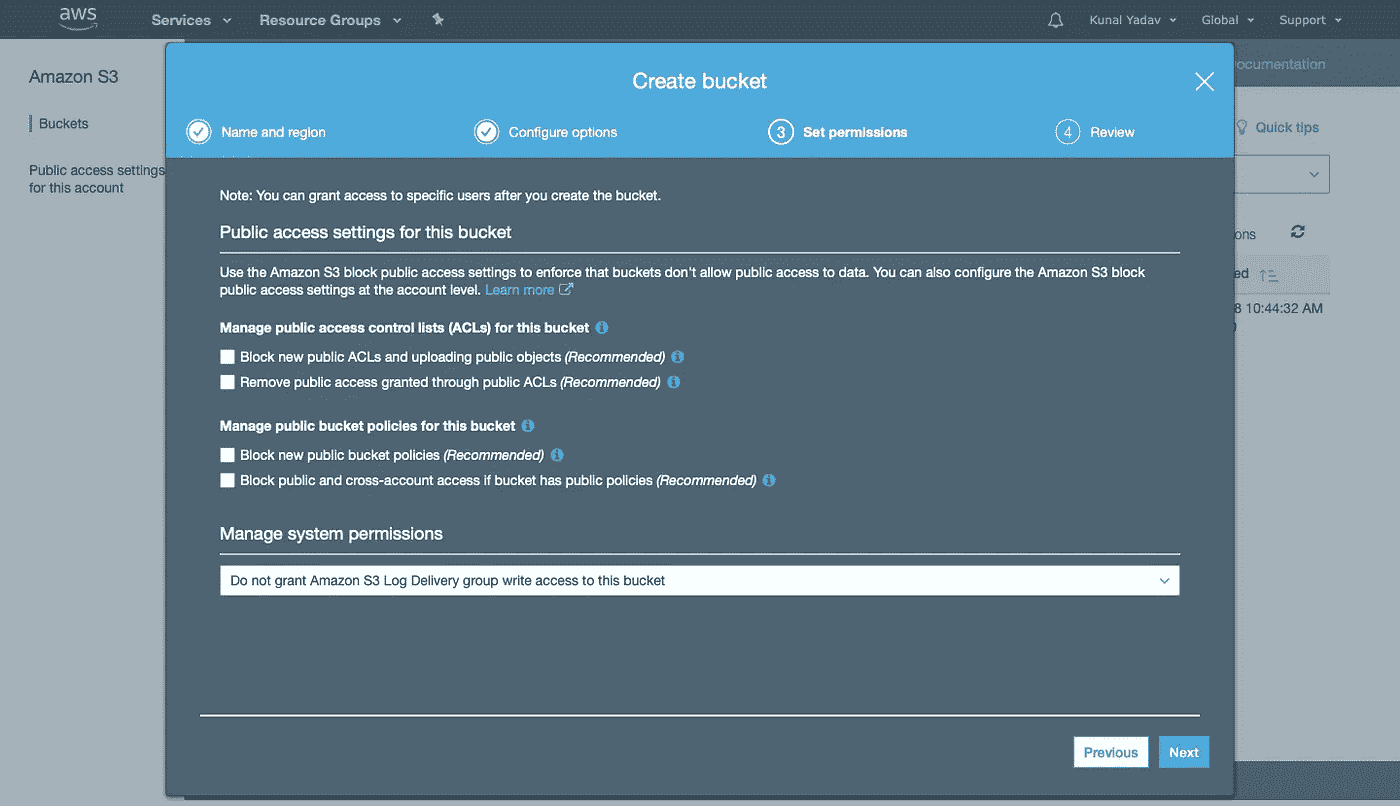 aws Services Resource Groups Kunal Yadav Global Support
Amazon S3
Buckets
Public access settings
for this account
Documentation
Quick tips
Create bucket
Name and region Configure options 3 Set permissions 4 Review
Note: You can grant access to specific users after you create the bucket.
Public access settings for this bucket
Use the Amazon S3 block public access settings to enforce that buckets don't allow public access to data. You can also configure the Amazon S3 block
public access settings at the account level. Learn more
Manage public access control lists (ACLs) for this bucket
Block new public ACLs and uploading public objects (Recommended)
Remove public access granted through public ACLs (Recommended)
Manage public bucket policies for this bucket
Block new public bucket policies (Recommended)
Block public and cross-account access if bucket has public policies (Recommended)
Manage system permissions
Do not grant Amazon S3 Log Delivery group write access to this bucket
Previous Next
ons
ed
8 10:44:32 AM